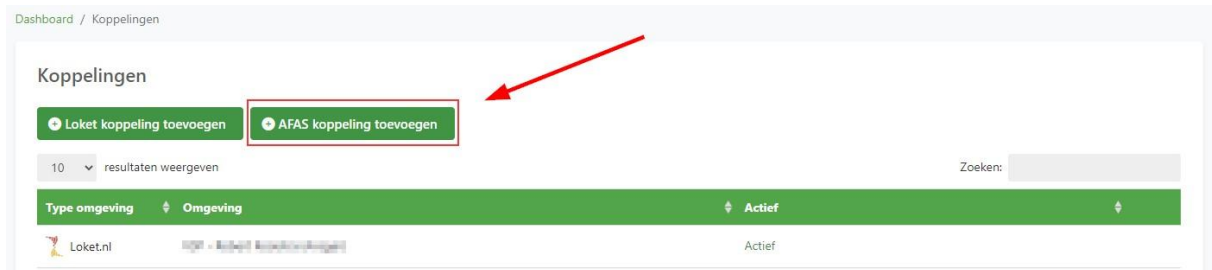 Dashboard / Koppelingen
Koppelingen
Loket koppeling toevoegen AFAS koppeling toevoegen
10 resultaten weergeven Zoeken:
Type omgeving Omgeving Actief
Loket.nl Actief